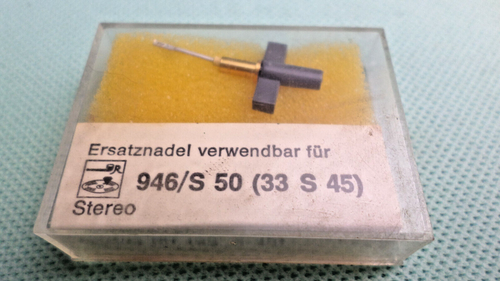 Ersatznadel verwendbar für
R
946/S 50 (33 S 45)
Stereo